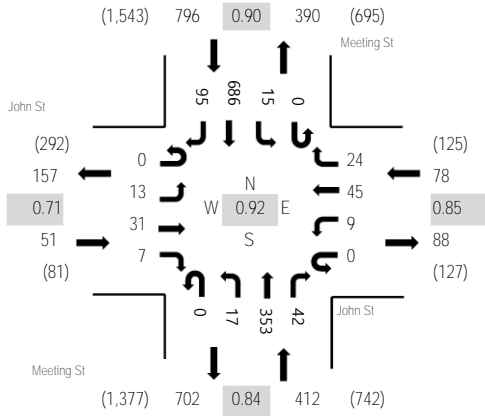 (1,543) 796 0.90 390 (695)
Meeting St
John St
95 686 15 0
(292)
157
0.71
51
(81)
0
13
31
7
N
W 0.92 E
S
24
45
9
0
(125)
78
0.85
88
(127)
0 17 353 42
John St
Meeting St
(1,377) 702 0.84 412 (742)